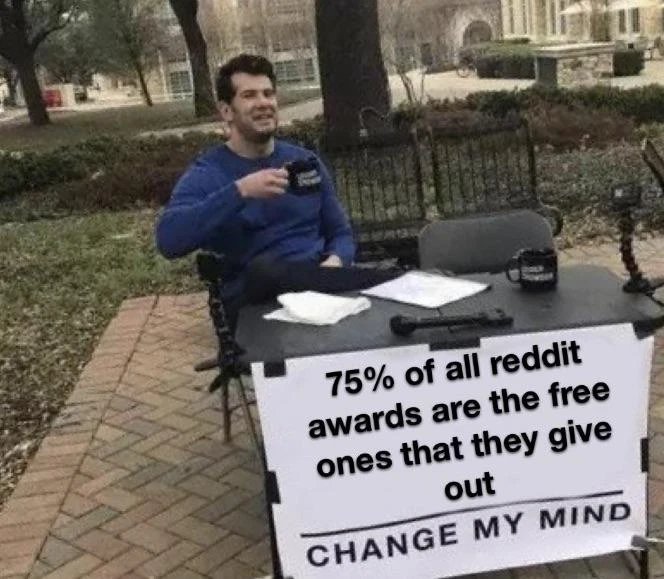 75% of all reddit
awards are the free
ones that they give
out
CHANGE MY MIND